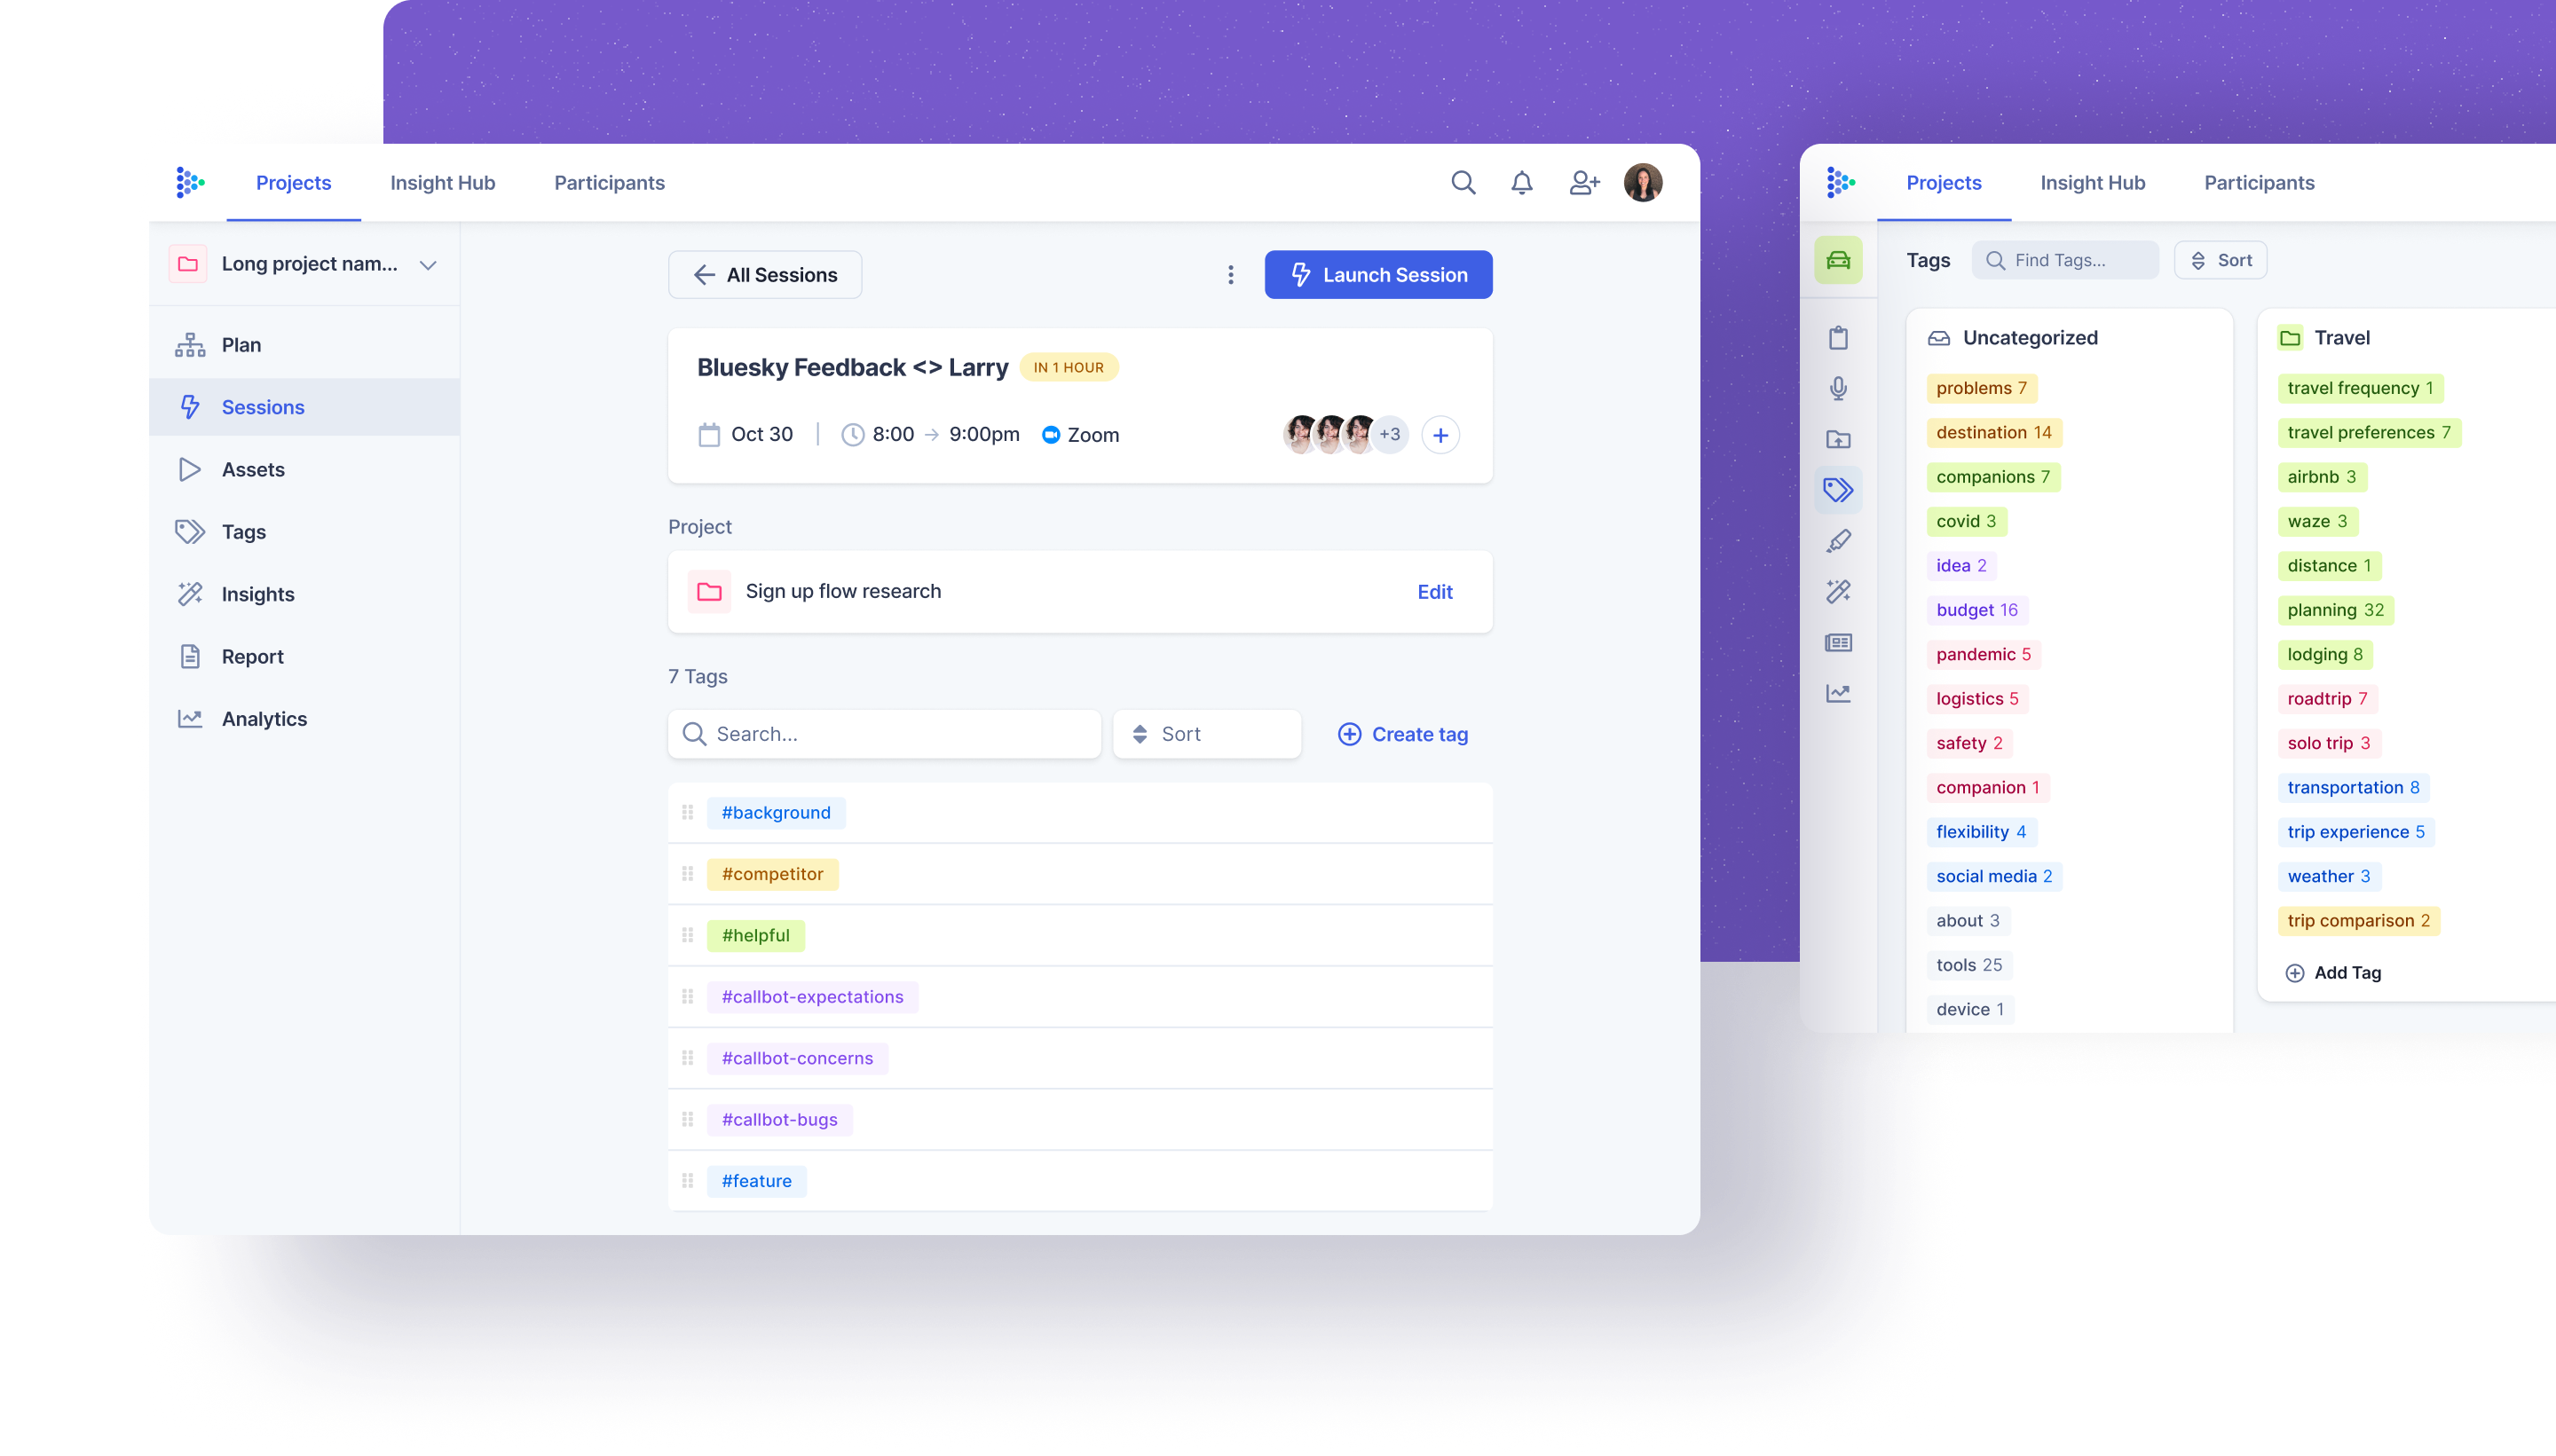 Projects Insight Hub Participants
Long project nam...
Plan
Sessions
Assets
Tags
Insights
Report
Analytics
All Sessions
Launch Session
Bluesky Feedback <> Larry IN 1 HOUR
Oct 30 8:00 → 9:00pm Zoom +3
Project
Sign up flow research Edit
7 Tags
Search... Sort Create tag
#background
#competitor
#helpful
#callbot-expectations
#callbot-concerns
#callbot-bugs
#feature
Projects Insight Hub Participants
Tags Find Tags... Sort
Uncategorized
problems 7
destination 14
companions 7
covid 3
idea 2
budget 16
pandemic 5
logistics 5
safety 2
companion 1
flexibility 4
social media 2
about 3
tools 25
device 1
Travel
travel frequency 1
travel preferences 7
airbnb 3
waze 3
distance 1
planning 32
lodging 8
roadtrip 7
solo trip 3
transportation 8
trip experience 5
weather 3
trip comparison 2
Add Tag